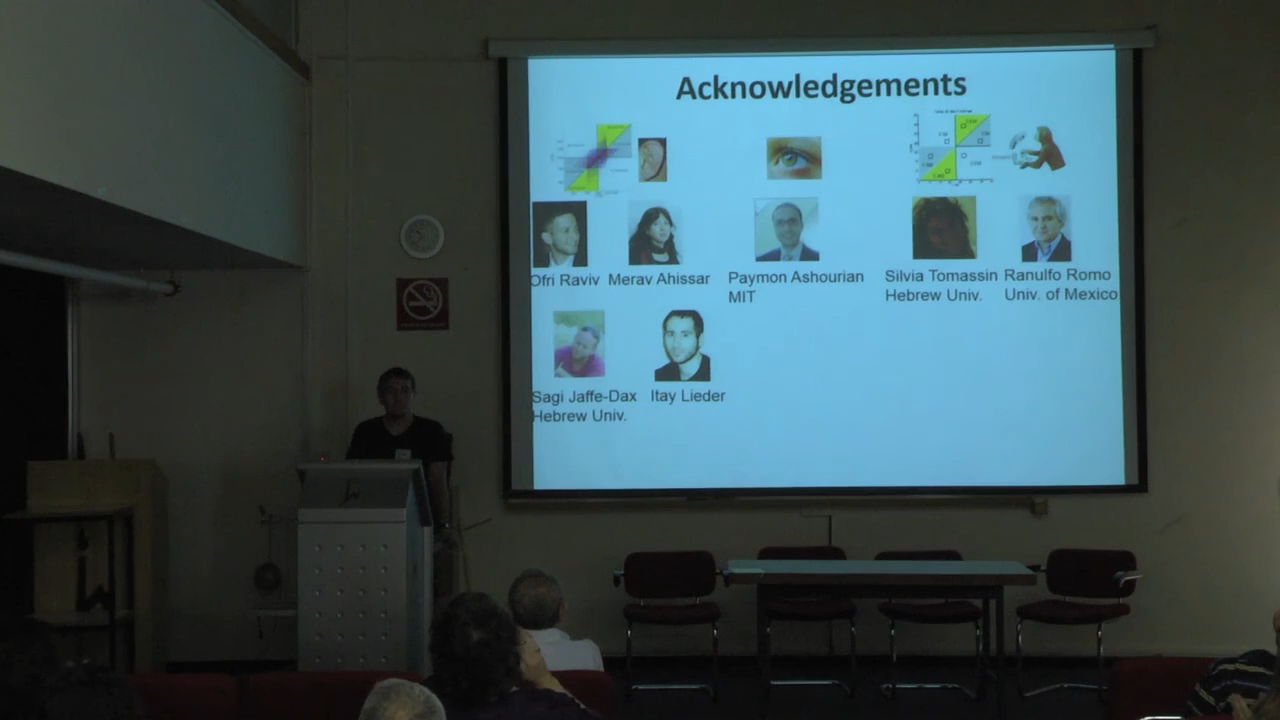 Acknowledgements
Ofri Raviv Merav Ahissar
Paymon Ashourian
MIT
Silvia Tomassin
Hebrew Univ.
Ranulfo Romo
Univ. of Mexico
Sagi Jaffe-Dax
Hebrew Univ.
Itay Lieder